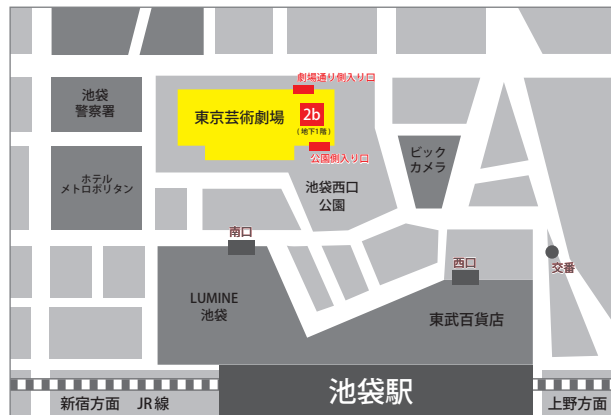 劇場通り側入り口
池袋
警察署
東京芸術劇場
2b
(地下1階)
公園側入り口
ビック
カメラ
ホテル
メトロポリタン
池袋西口
公園
南口
西口
交番
LUMINE
池袋
東武百貨店
池袋駅
新宿方面 JR線
上野方面